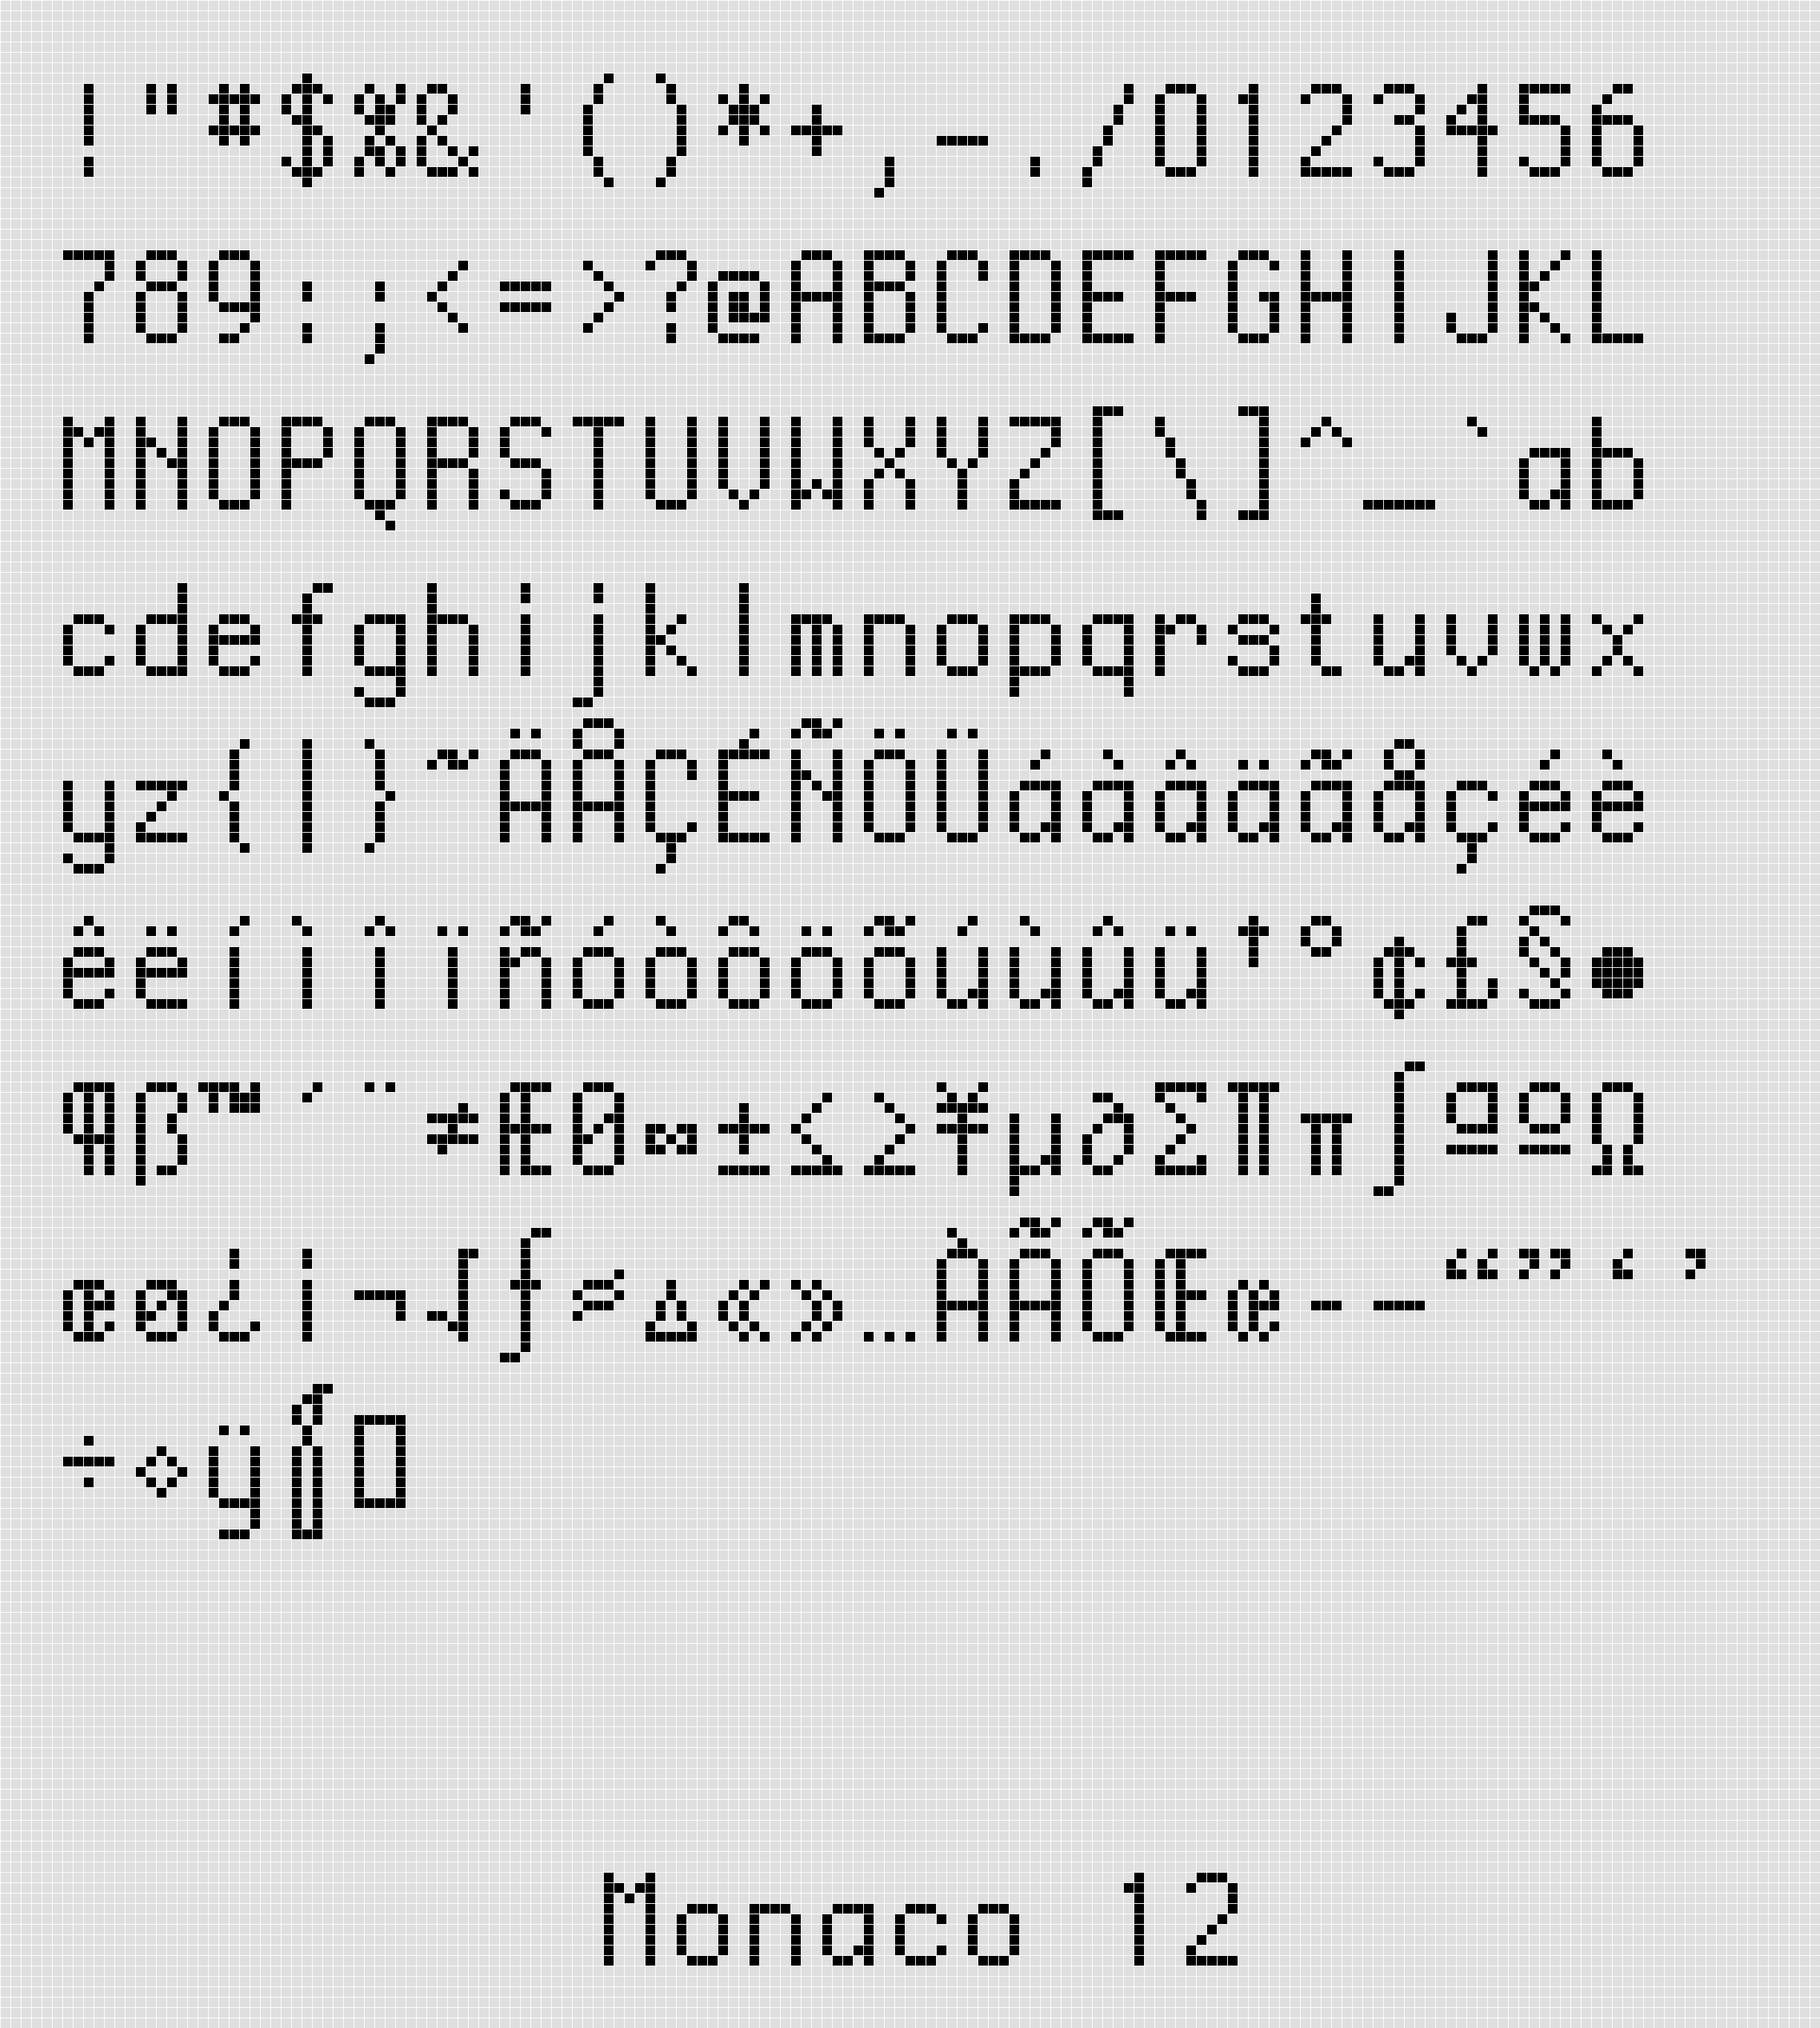 !"#$%&'()*+,-./0123456
789:;<=>?@ABCDEFGHIJKL
MNOPQRSTUVWXYZ[\]^_`ab
cdefghijklmnopqrstuvwx
yz{|}~ÄÅÇÉÑÖÜáàâäãåçéè
êëíìîïñóòôöõúùûü†°¢£§•
¶ß™´¨≠ÆØ∞±≤≥¥µ∂∑∏π∫ªºΩ
æø¿¡¬√ƒ≈∆«»…ÀÃÕŒœ–—“”‘’
÷◊ÿ
Monaco 12